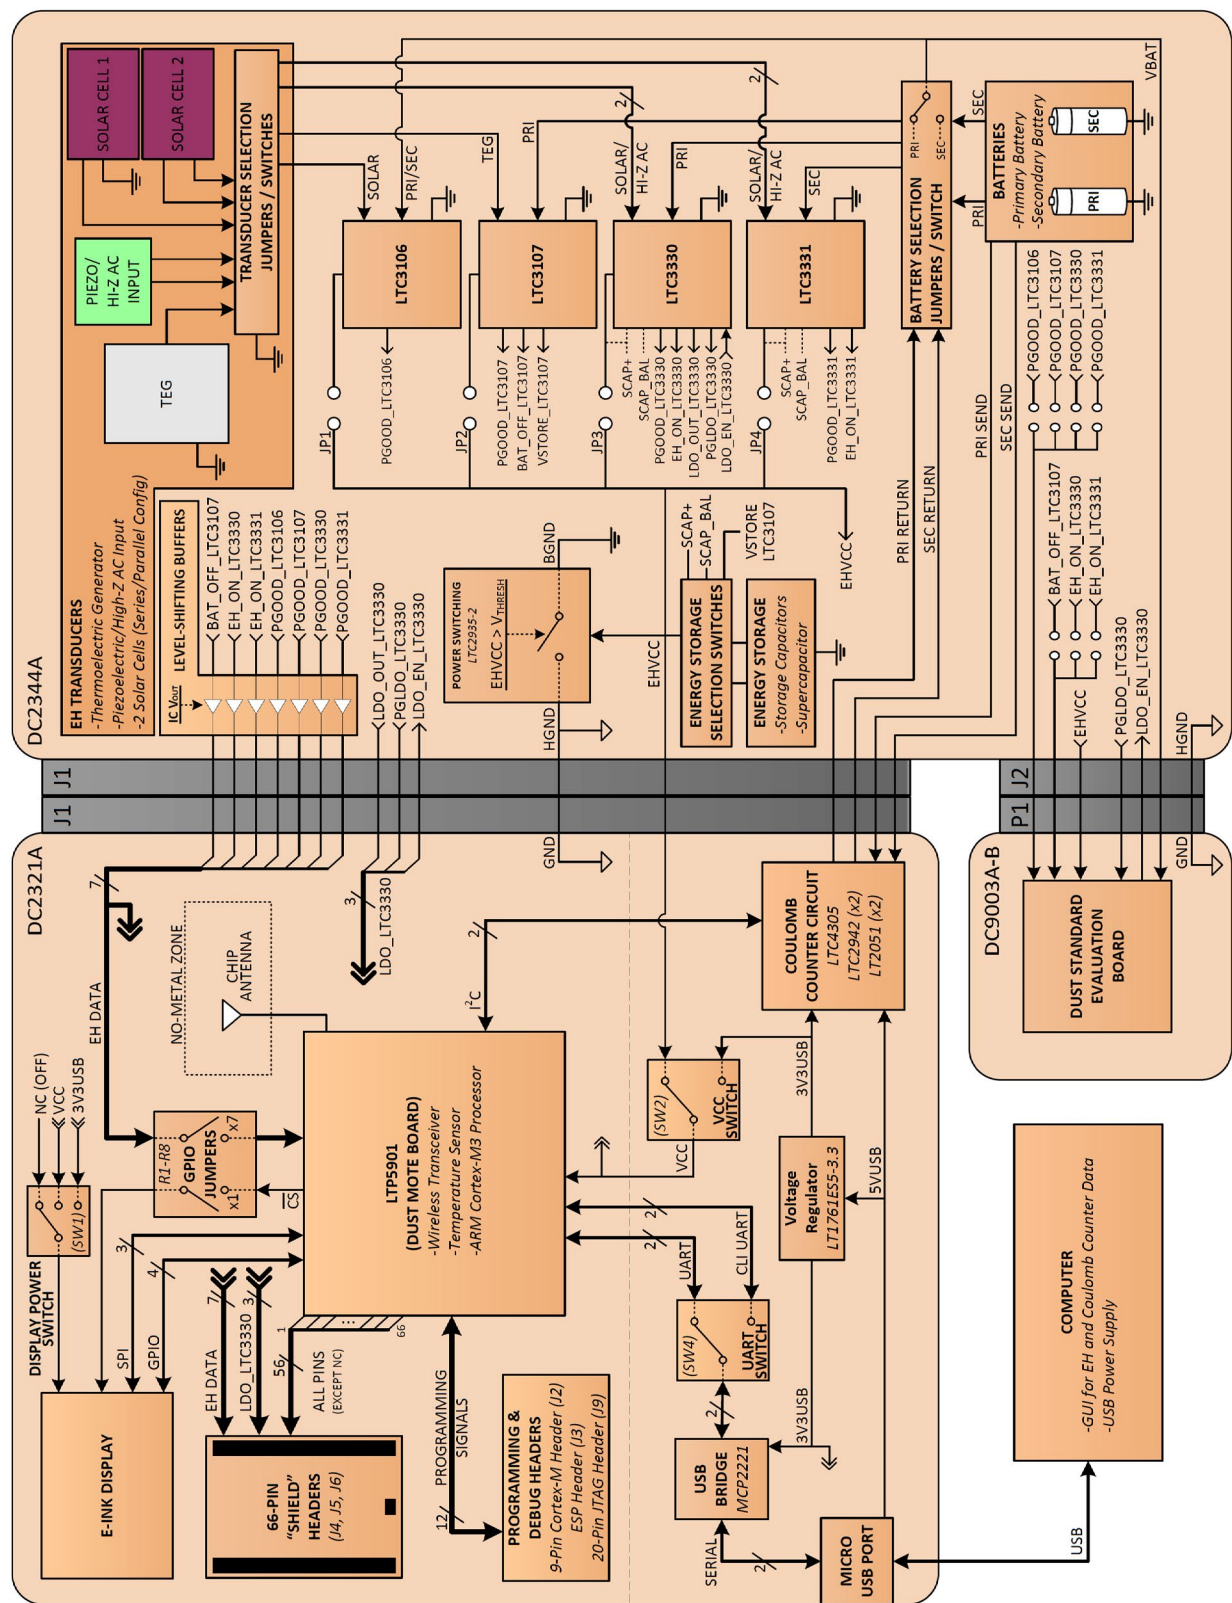 DC2344A
EH TRANSDUCERS
-Thermoelectric Generator
-Piezoelectric/High-Z AC Input
-2 Solar Cells (Series/Parallel Config)
TEG
PIEZO/
HI-Z AC
INPUT
SOLAR CELL 1
SOLAR CELL 2
TRANSDUCER SELECTION
JUMPERS / SWITCHES
LEVEL-SHIFTING BUFFERS
IC VOUT
BAT_OFF_LTC3107
EH_ON_LTC3330
EH_ON_LTC3331
PGOOD_LTC3106
PGOOD_LTC3107
PGOOD_LTC3330
PGOOD_LTC3331
LDO_OUT_LTC3330
PGLDO_LTC3330
LDO_EN_LTC3330
SOLAR
PRI/SEC
LTC3106
JP1
PGOOD_LTC3106
TEG
PRI
LTC3107
JP2
PGOOD_LTC3107
BAT_OFF_LTC3107
VSTORE_LTC3107
SOLAR/
HI-Z AC
2
PRI
LTC3330
JP3
SCAP+
SCAP_BAL
PGOOD_LTC3330
EH_ON_LTC3330
LDO_OUT_LTC3330
PGLDO_LTC3330
LDO_EN_LTC3330
SOLAR/
HI-Z AC
2
SEC
LTC3331
JP4
SCAP+
SCAP_BAL
PGOOD_LTC3331
EH_ON_LTC3331
POWER SWITCHING
LTC2935-2
EHVCC > VTHRESH
BGND
HGND
EHVCC
ENERGY STORAGE
SELECTION SWITCHES
SCAP+
SCAP_BAL
VSTORE
LTC3107
ENERGY STORAGE
-Storage Capacitors
-Supercapacitor
EHVCC
BATTERY SELECTION
JUMPERS / SWITCH
PRI
SEC
PRI RETURN
SEC RETURN
PRI
SEC
BATTERIES
-Primary Battery
-Secondary Battery
PRI
SEC
VBAT
PRI SEND
SEC SEND
PGOOD_LTC3106
PGOOD_LTC3107
PGOOD_LTC3330
PGOOD_LTC3331
BAT_OFF_LTC3107
EH_ON_LTC3330
EH_ON_LTC3331
EHVCC
PGLDO_LTC3330
LDO_EN_LTC3330
HGND
J1
J1
J2
P1
DC2321A
7
EH DATA
NO-METAL ZONE
CHIP
ANTENNA
3
LDO_LTC3330
GND
NC (OFF)
VCC
3V3USB
(SW1)
DISPLAY POWER
SWITCH
R1-R8
GPIO
JUMPERS
x7
x1
CS
3
SPI
4
GPIO
E-INK DISPLAY
EH DATA
7
LDO_LTC3330
3
56
ALL PINS
(EXCEPT NC)
1
66
66-PIN
“SHIELD”
HEADERS
(J4, J5, J6)
LTP5901
(DUST MOTE BOARD)
-Wireless Transceiver
-Temperature Sensor
-ARM Cortex-M3 Processor
I2C
2
12
PROGRAMMING
SIGNALS
PROGRAMMING &
DEBUG HEADERS
9-Pin Cortex-M Header (J2)
ESP Header (J3)
20-Pin JTAG Header (J9)
(SW2)
VCC
SWITCH
VCC
COULOMB
COUNTER CIRCUIT
LTC4305
LTC2942 (x2)
LT2051 (x2)
3V3USB
Voltage
Regulator
LT1761ES5-3.3
5VUSB
2
2
UART
CLI UART
(SW4)
UART
SWITCH
2
3V3USB
USB
BRIDGE
MCP2221
SERIAL
2
MICRO
USB PORT
USB
COMPUTER
-GUI for EH and Coulomb Counter Data
-USB Power Supply
DC9003A-B
DUST STANDARD
EVALUATION
BOARD
GND